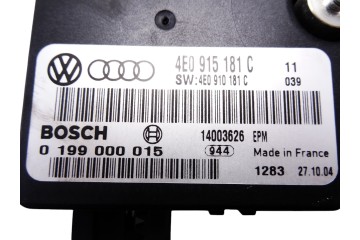 4E0 915 181 C 11
SW:4E0 910 181 C 039
BOSCH 14003626 EPM
0 199 000 015 944 Made in France
1283 27.10.04